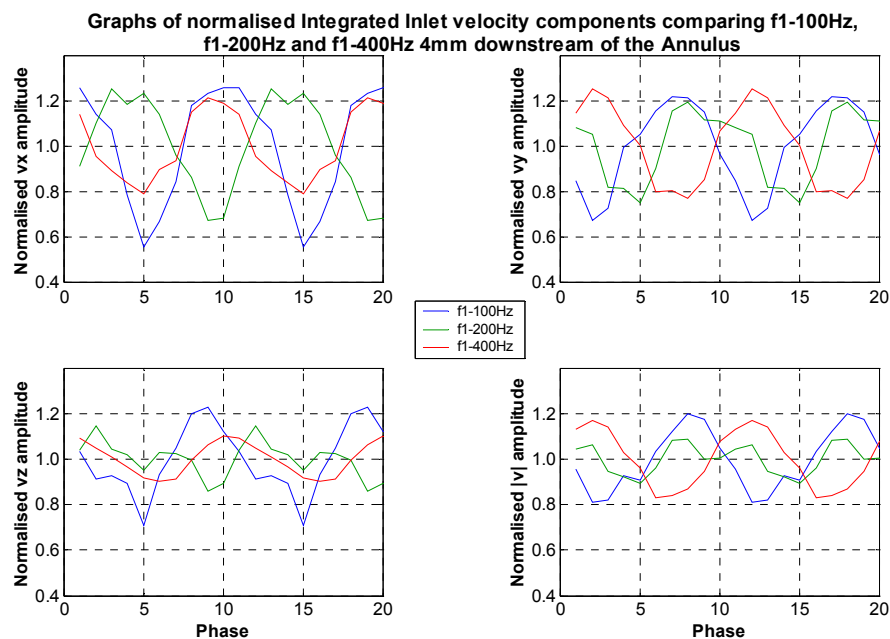 Graphs of normalised Integrated Inlet velocity components comparing f1-100Hz,
f1-200Hz and f1-400Hz 4mm downstream of the Annulus
Normalised vx amplitude
1.2
1.0
0.8
0.6
0.4
0 5 10 15 20
Normalised vy amplitude
1.2
1.0
0.8
0.6
0.4
0 5 10 15 20
f1-100Hz
f1-200Hz
f1-400Hz
Normalised vz amplitude
1.2
1.0
0.8
0.6
0.4
0 5 10 15 20
Phase
Normalised |v| amplitude
1.2
1.0
0.8
0.6
0.4
0 5 10 15 20
Phase